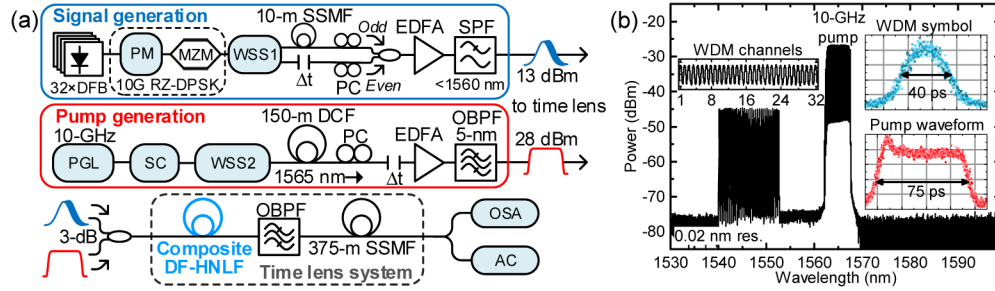 (a)
Signal generation
10-m SSMF
Odd
EDFA
SPF
PM
MZM
WSS1
Δt
PC
Even
32×DFB
10G RZ-DPSK
<1560 nm
13 dBm
to time lens
Pump generation
150-m DCF
PC
EDFA
OBPF
5-nm
28 dBm
10-GHz
PGL
SC
WSS2
1565 nm
Δt
3-dB
Composite
DF-HNLF
OBPF
375-m SSMF
Time lens system
OSA
AC
(b)
10-GHz
pump
WDM channels
1 8 16 24 32
WDM symbol
40 ps
Pump waveform
75 ps
Power (dBm)
-20
-30
-40
-50
-60
-70
-80
0.02 nm res.
1530 1540 1550 1560 1570 1580 1590
Wavelength (nm)